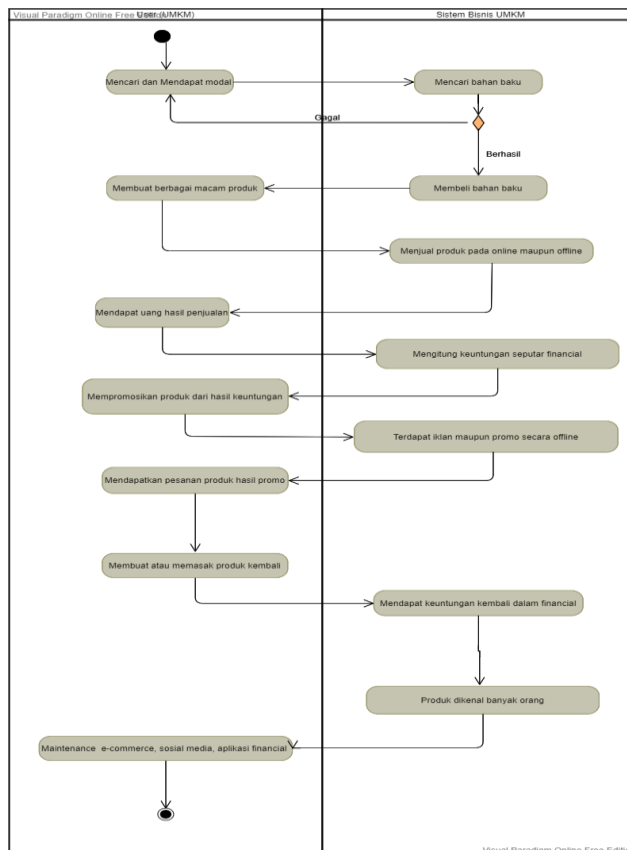 Visual Paradigm Online Free Edition
User (UMKM)
Sistem Bisnis UMKM
Mencari dan Mendapat modal
Mencari bahan baku
Gagal
Berhasil
Membuat berbagai macam produk
Membeli bahan baku
Menjual produk pada online maupun offline
Mendapat uang hasil penjualan
Mengitung keuntungan seputar financial
Mempromosikan produk dari hasil keuntungan
Terdapat iklan maupun promo secara offline
Mendapatkan pesanan produk hasil promo
Membuat atau memasak produk kembali
Mendapat keuntungan kembali dalam financial
Produk dikenal banyak orang
Maintenance e-commerce, sosial media, aplikasi financial
Visual Paradigm Online Free Editio